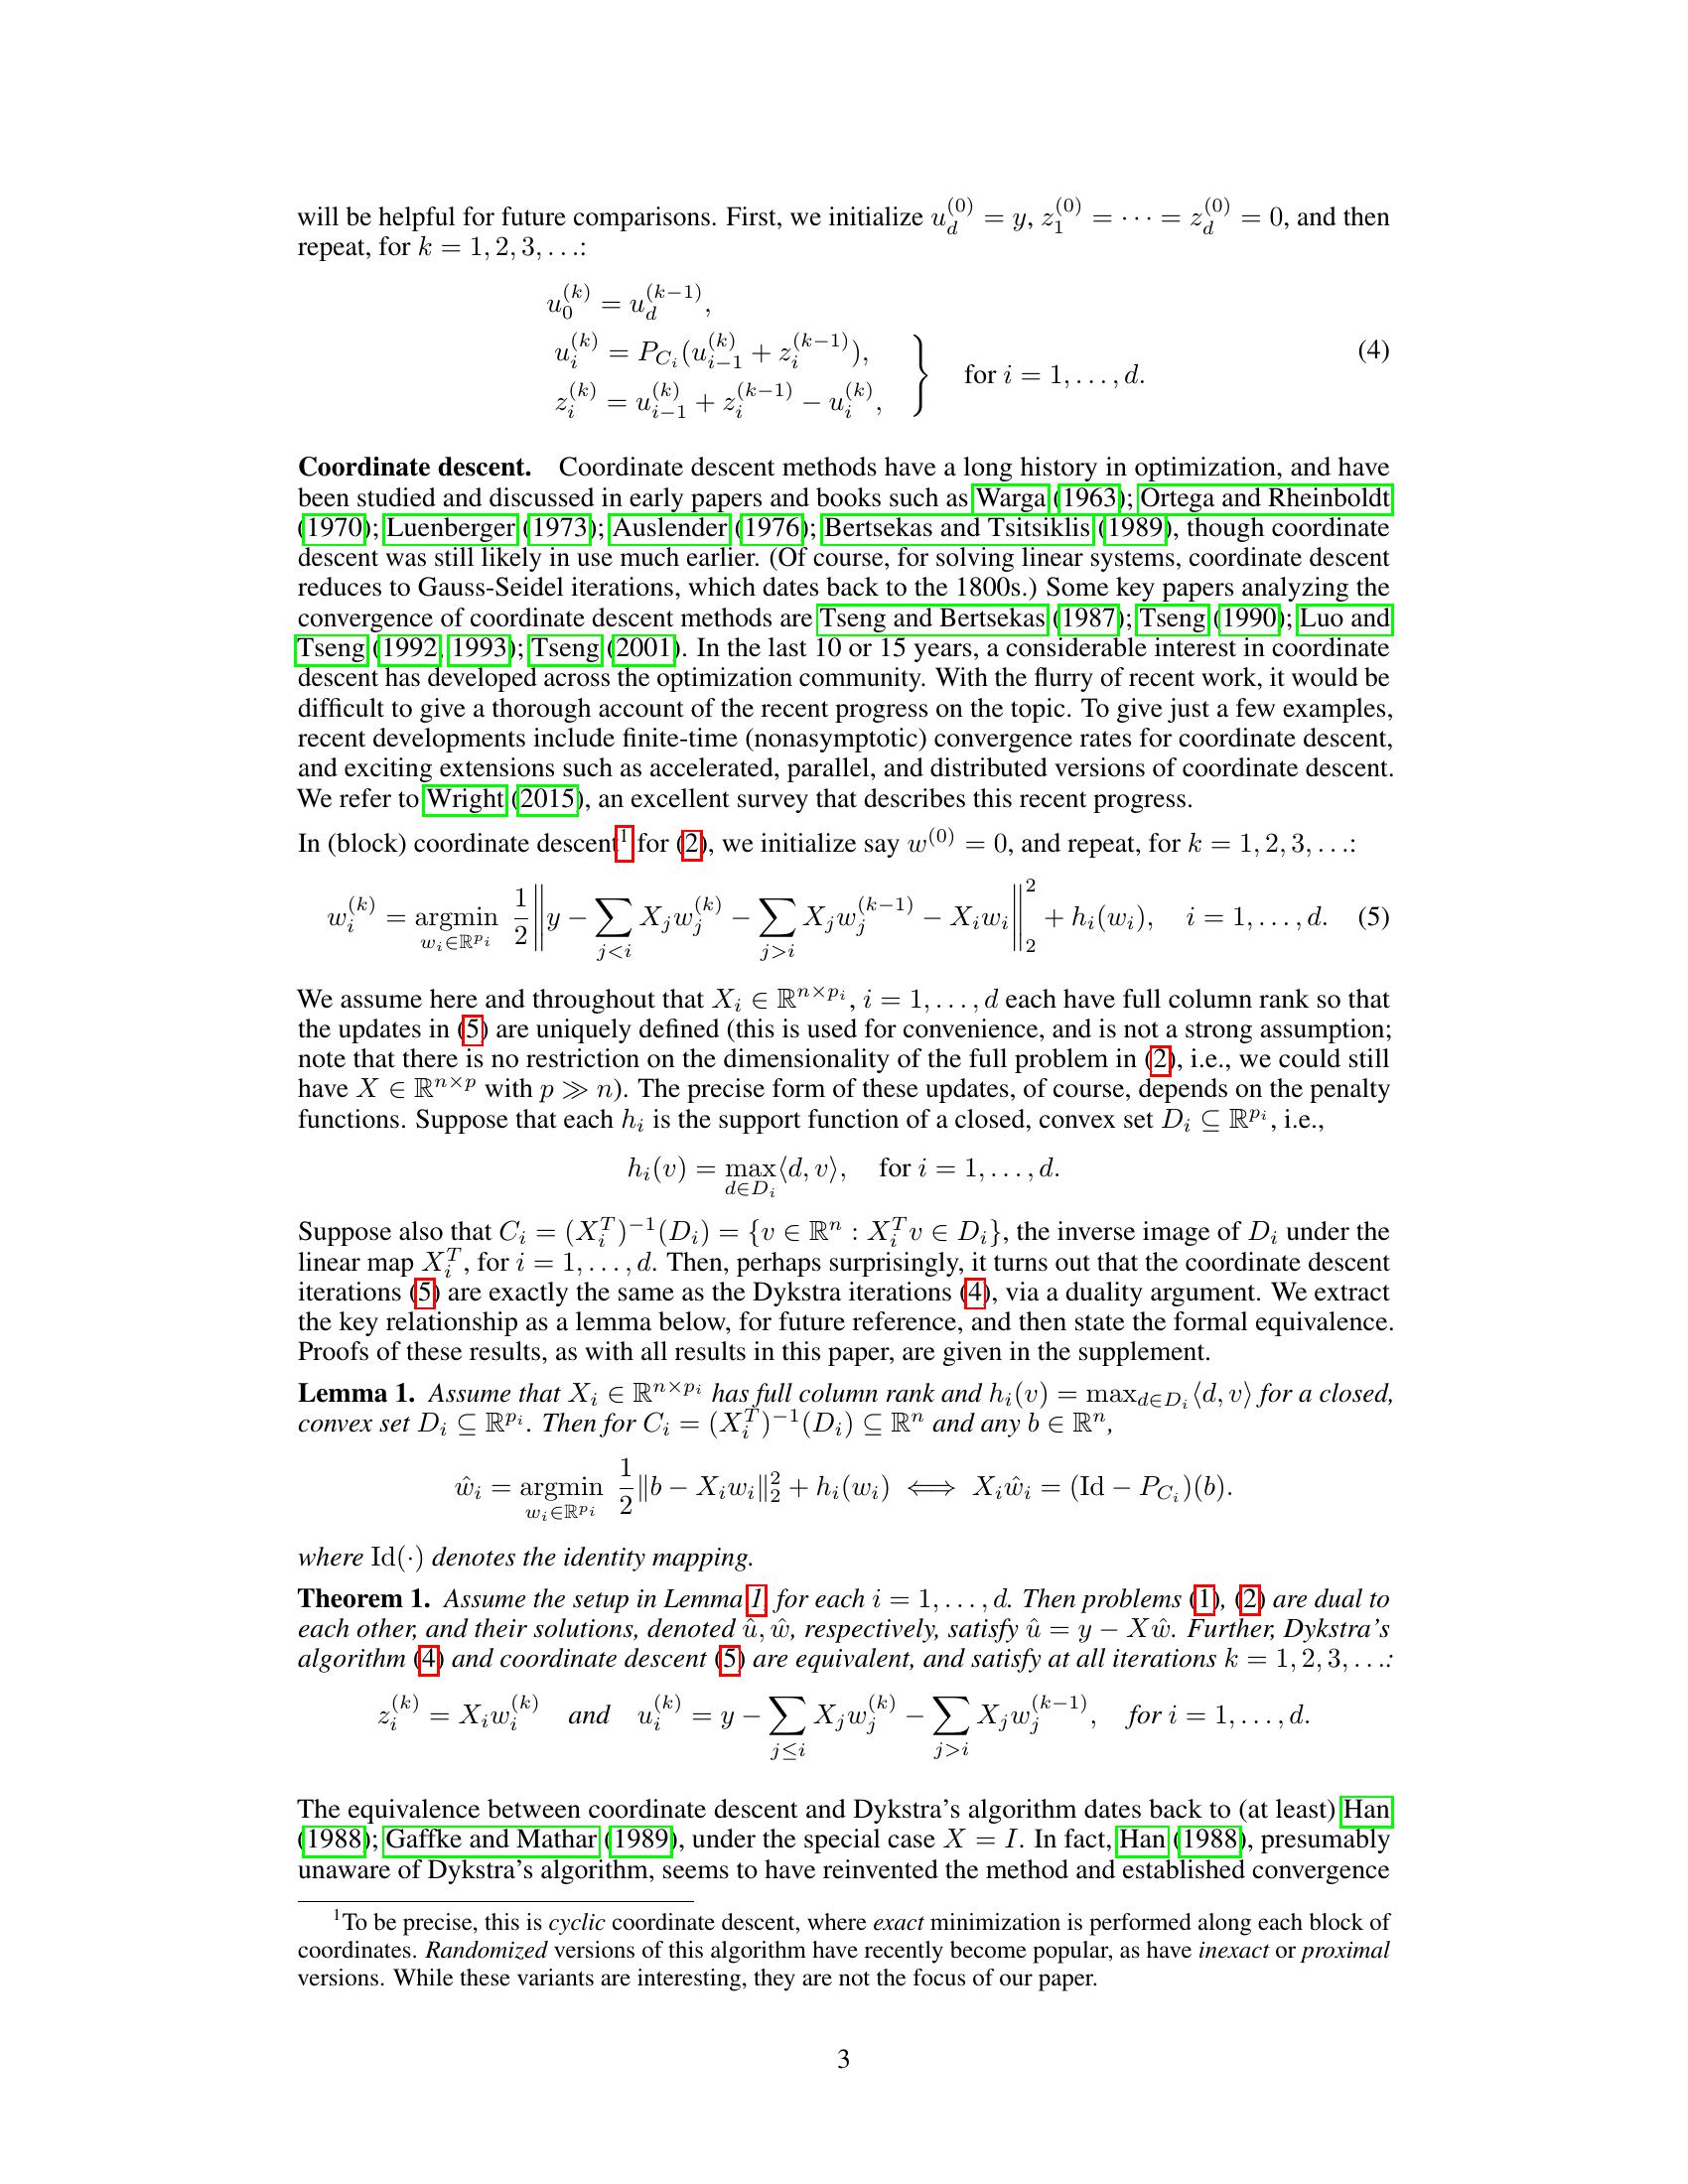 will be helpful for future comparisons. First, we initialize $u_d^{(0)} = y$, $z_1^{(0)} = \cdots = z_d^{(0)} = 0$, and then
repeat, for $k = 1, 2, 3, \ldots$:
$u_0^{(k)} = u_d^{(k-1)},$
$u_i^{(k)} = P_{C_i}(u_{i-1}^{(k)} + z_i^{(k-1)}),$
$z_i^{(k)} = u_{i-1}^{(k)} + z_i^{(k-1)} - u_i^{(k)},$ } for $i = 1, \ldots, d.$ (4)
Coordinate descent. Coordinate descent methods have a long history in optimization, and have
been studied and discussed in early papers and books such as Warga (1963); Ortega and Rheinboldt
(1970); Luenberger (1973); Auslender (1976); Bertsekas and Tsitsiklis (1989), though coordinate
descent was still likely in use much earlier. (Of course, for solving linear systems, coordinate descent
reduces to Gauss-Seidel iterations, which dates back to the 1800s.) Some key papers analyzing the
convergence of coordinate descent methods are Tseng and Bertsekas (1987); Tseng (1990); Luo and
Tseng (1992, 1993); Tseng (2001). In the last 10 or 15 years, a considerable interest in coordinate
descent has developed across the optimization community. With the flurry of recent work, it would be
difficult to give a thorough account of the recent progress on the topic. To give just a few examples,
recent developments include finite-time (nonasymptotic) convergence rates for coordinate descent,
and exciting extensions such as accelerated, parallel, and distributed versions of coordinate descent.
We refer to Wright (2015), an excellent survey that describes this recent progress.
In (block) coordinate descent$^1$ for (2), we initialize say $w^{(0)} = 0$, and repeat, for $k = 1, 2, 3, \ldots$:
$w_i^{(k)} = \underset{w_i \in \mathbb{R}^{p_i}}{\mathrm{argmin}} \ \frac{1}{2} \left\| y - \sum_{j<i} X_j w_j^{(k)} - \sum_{j>i} X_j w_j^{(k-1)} - X_i w_i \right\|_2^2 + h_i(w_i), \quad i = 1, \ldots, d.$ (5)
We assume here and throughout that $X_i \in \mathbb{R}^{n \times p_i}$, $i = 1, \ldots, d$ each have full column rank so that
the updates in (5) are uniquely defined (this is used for convenience, and is not a strong assumption;
note that there is no restriction on the dimensionality of the full problem in (2), i.e., we could still
have $X \in \mathbb{R}^{n \times p}$ with $p \gg n$). The precise form of these updates, of course, depends on the penalty
functions. Suppose that each $h_i$ is the support function of a closed, convex set $D_i \subseteq \mathbb{R}^{p_i}$, i.e.,
$h_i(v) = \max_{d \in D_i} \langle d, v \rangle, \quad$ for $i = 1, \ldots, d.$
Suppose also that $C_i = (X_i^T)^{-1}(D_i) = \{v \in \mathbb{R}^n : X_i^T v \in D_i\}$, the inverse image of $D_i$ under the
linear map $X_i^T$, for $i = 1, \ldots, d$. Then, perhaps surprisingly, it turns out that the coordinate descent
iterations (5) are exactly the same as the Dykstra iterations (4), via a duality argument. We extract
the key relationship as a lemma below, for future reference, and then state the formal equivalence.
Proofs of these results, as with all results in this paper, are given in the supplement.
Lemma 1. Assume that $X_i \in \mathbb{R}^{n \times p_i}$ has full column rank and $h_i(v) = \max_{d \in D_i} \langle d, v \rangle$ for a closed,
convex set $D_i \subseteq \mathbb{R}^{p_i}$. Then for $C_i = (X_i^T)^{-1}(D_i) \subseteq \mathbb{R}^n$ and any $b \in \mathbb{R}^n$,
$\hat{w}_i = \underset{w_i \in \mathbb{R}^{p_i}}{\mathrm{argmin}} \ \frac{1}{2} \| b - X_i w_i \|_2^2 + h_i(w_i) \iff X_i \hat{w}_i = (\mathrm{Id} - P_{C_i})(b).$
where $\mathrm{Id}(\cdot)$ denotes the identity mapping.
Theorem 1. Assume the setup in Lemma 1, for each $i = 1, \ldots, d$. Then problems (1), (2) are dual to
each other, and their solutions, denoted $\hat{u}, \hat{w}$, respectively, satisfy $\hat{u} = y - X\hat{w}$. Further, Dykstra's
algorithm (4) and coordinate descent (5) are equivalent, and satisfy at all iterations $k = 1, 2, 3, \ldots$:
$z_i^{(k)} = X_i w_i^{(k)}$ and $u_i^{(k)} = y - \sum_{j \leq i} X_j w_j^{(k)} - \sum_{j>i} X_j w_j^{(k-1)}, \quad$ for $i = 1, \ldots, d.$
The equivalence between coordinate descent and Dykstra's algorithm dates back to (at least) Han
(1988); Gaffke and Mathar (1989), under the special case $X = I$. In fact, Han (1988), presumably
unaware of Dykstra's algorithm, seems to have reinvented the method and established convergence
$^1$To be precise, this is cyclic coordinate descent, where exact minimization is performed along each block of
coordinates. Randomized versions of this algorithm have recently become popular, as have inexact or proximal
versions. While these variants are interesting, they are not the focus of our paper.
3